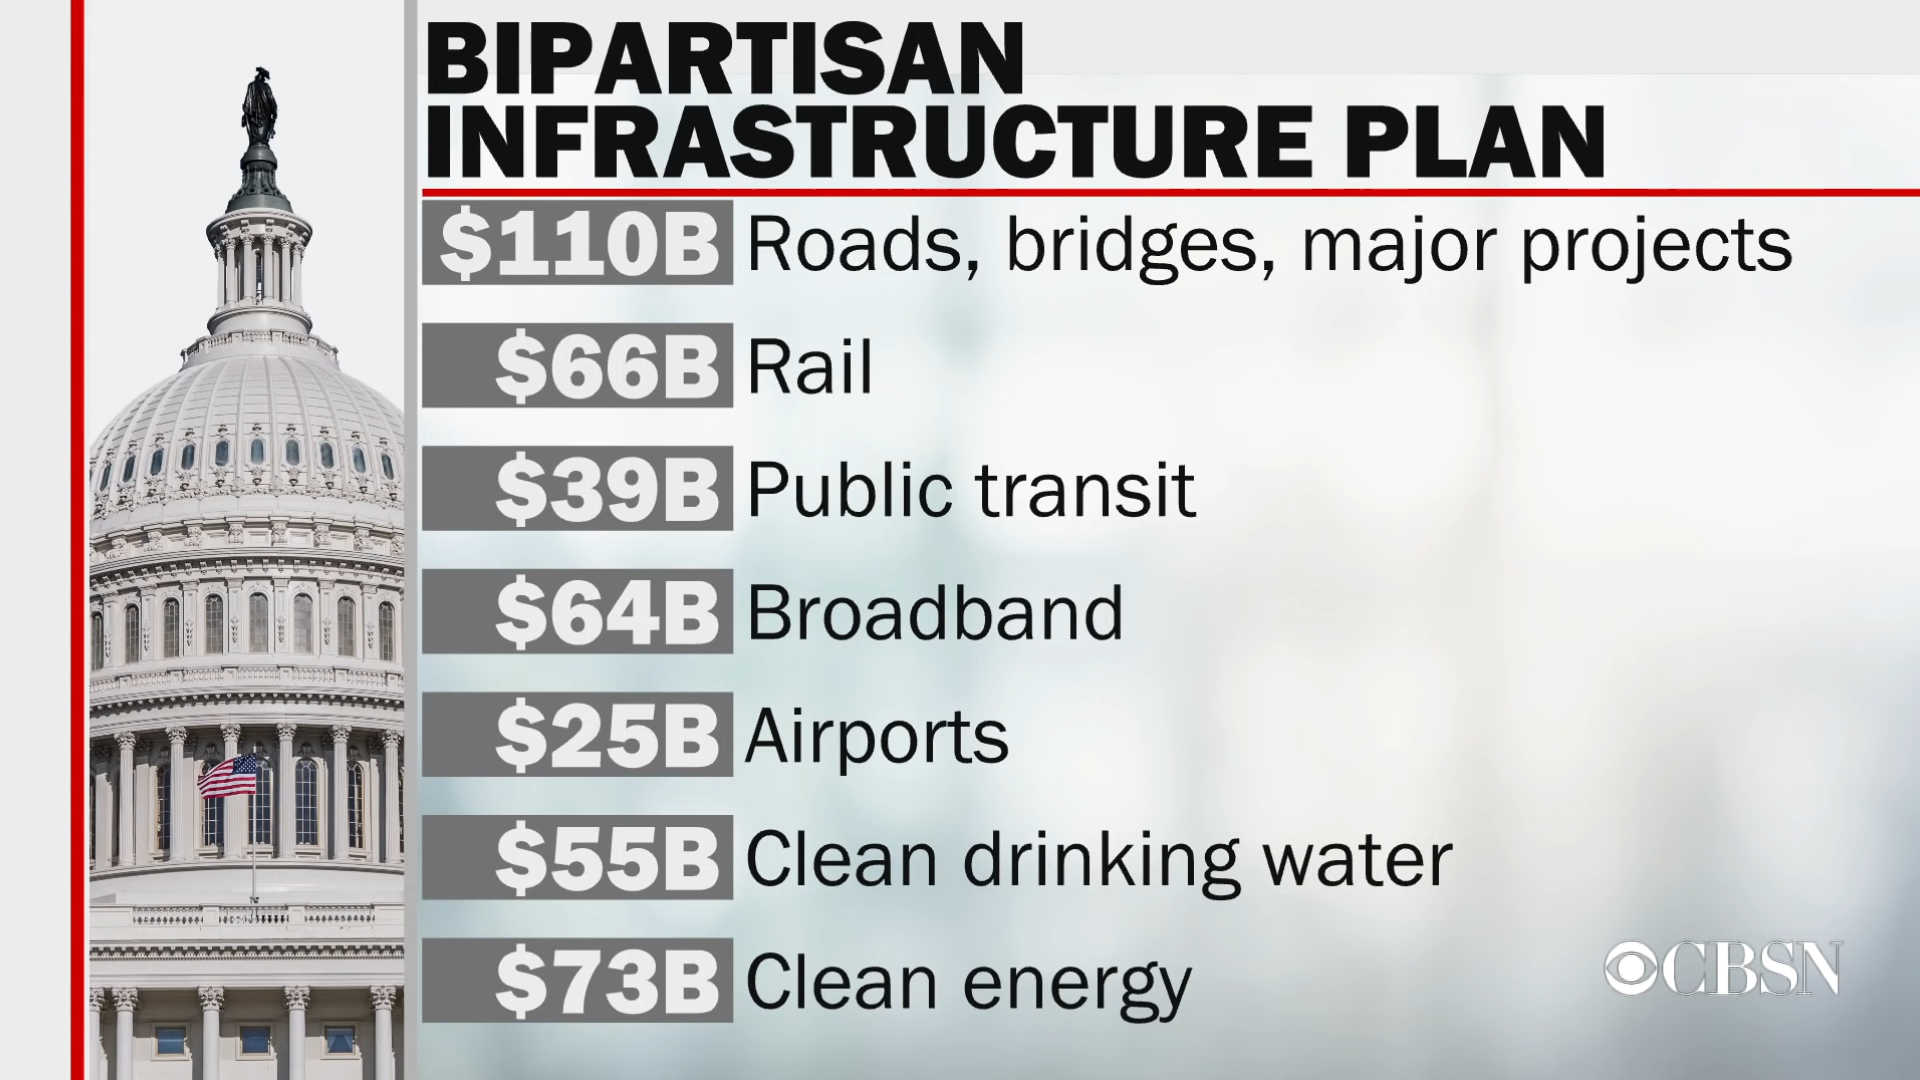 BIPARTISAN
INFRASTRUCTURE PLAN
$110B Roads, bridges, major projects
$66B Rail
$39B Public transit
$64B Broadband
$25B Airports
$55B Clean drinking water
$73B Clean energy
CBSN